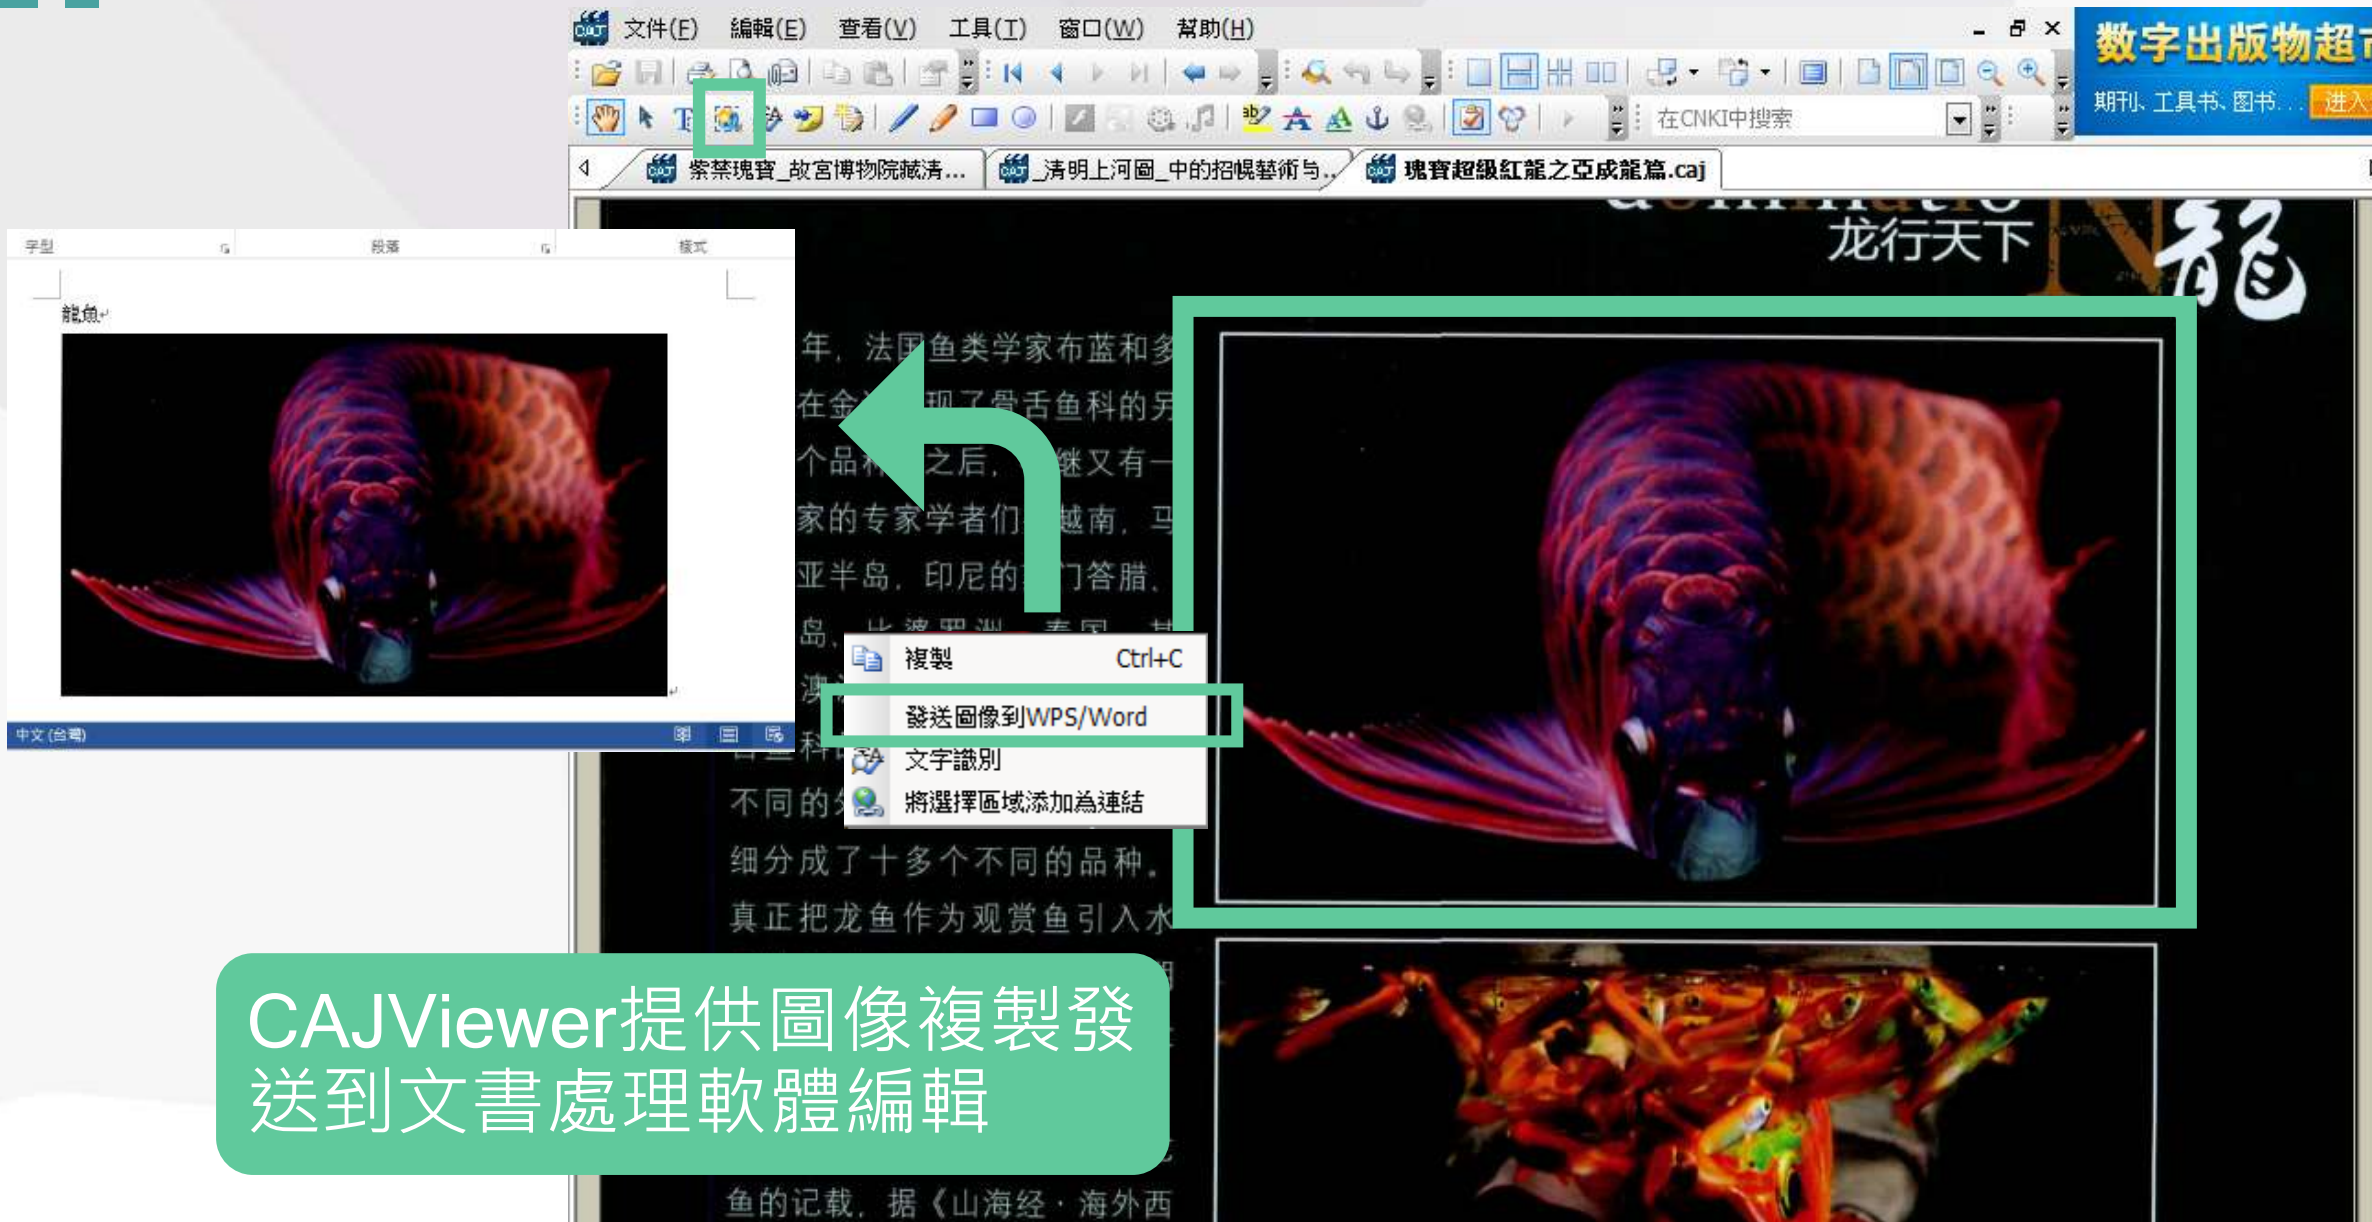 文件(F) 編輯(E) 查看(V) 工具(T) 窗口(W) 幫助(H)
数字出版物超
期刊、工具书、图书... 进入
在CNKI中搜索
紫禁瑰寶_故宮博物院藏清...
_清明上河圖_中的招幌藝術与..
瑰寶超級紅龍之亞成龍篇.caj
龙行天下
龍
字型 段落 樣式
龍魚
中文(台灣)
年,法国鱼类学家布蓝和多
在金 现了骨舌鱼科的另
个品种 之后, 继又有一
家的专家学者们 越南,马
亚半岛,印尼的 门答腊,
岛,
不同的
细分成了十多个不同的品种。
真正把龙鱼作为观赏鱼引入水
鱼的记载,据《山海经·海外西
複製 Ctrl+C
發送圖像到WPS/Word
文字識別
將選擇區域添加為連結
CAJViewer提供圖像複製發
送到文書處理軟體編輯